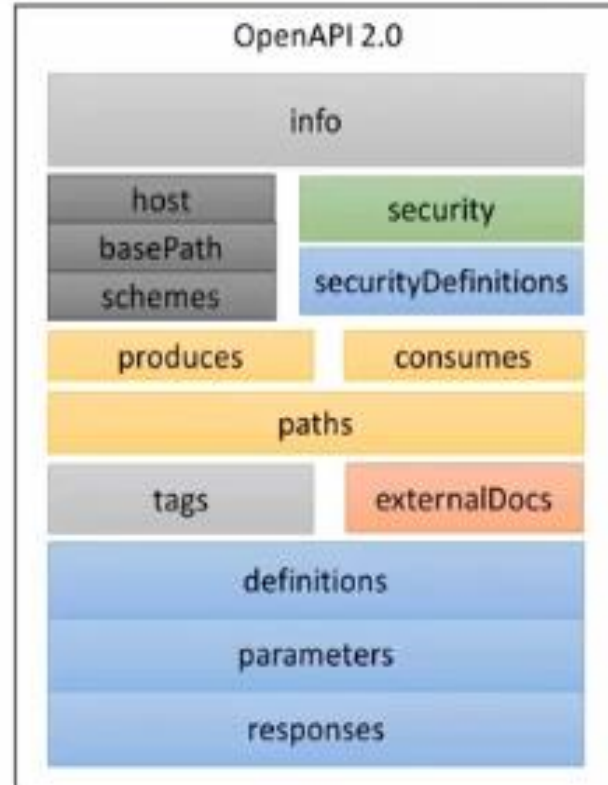 OpenAPI 2.0
info
host
security
basePath
schemes
securityDefinitions
produces
consumes
paths
tags
externalDocs
definitions
parameters
responses